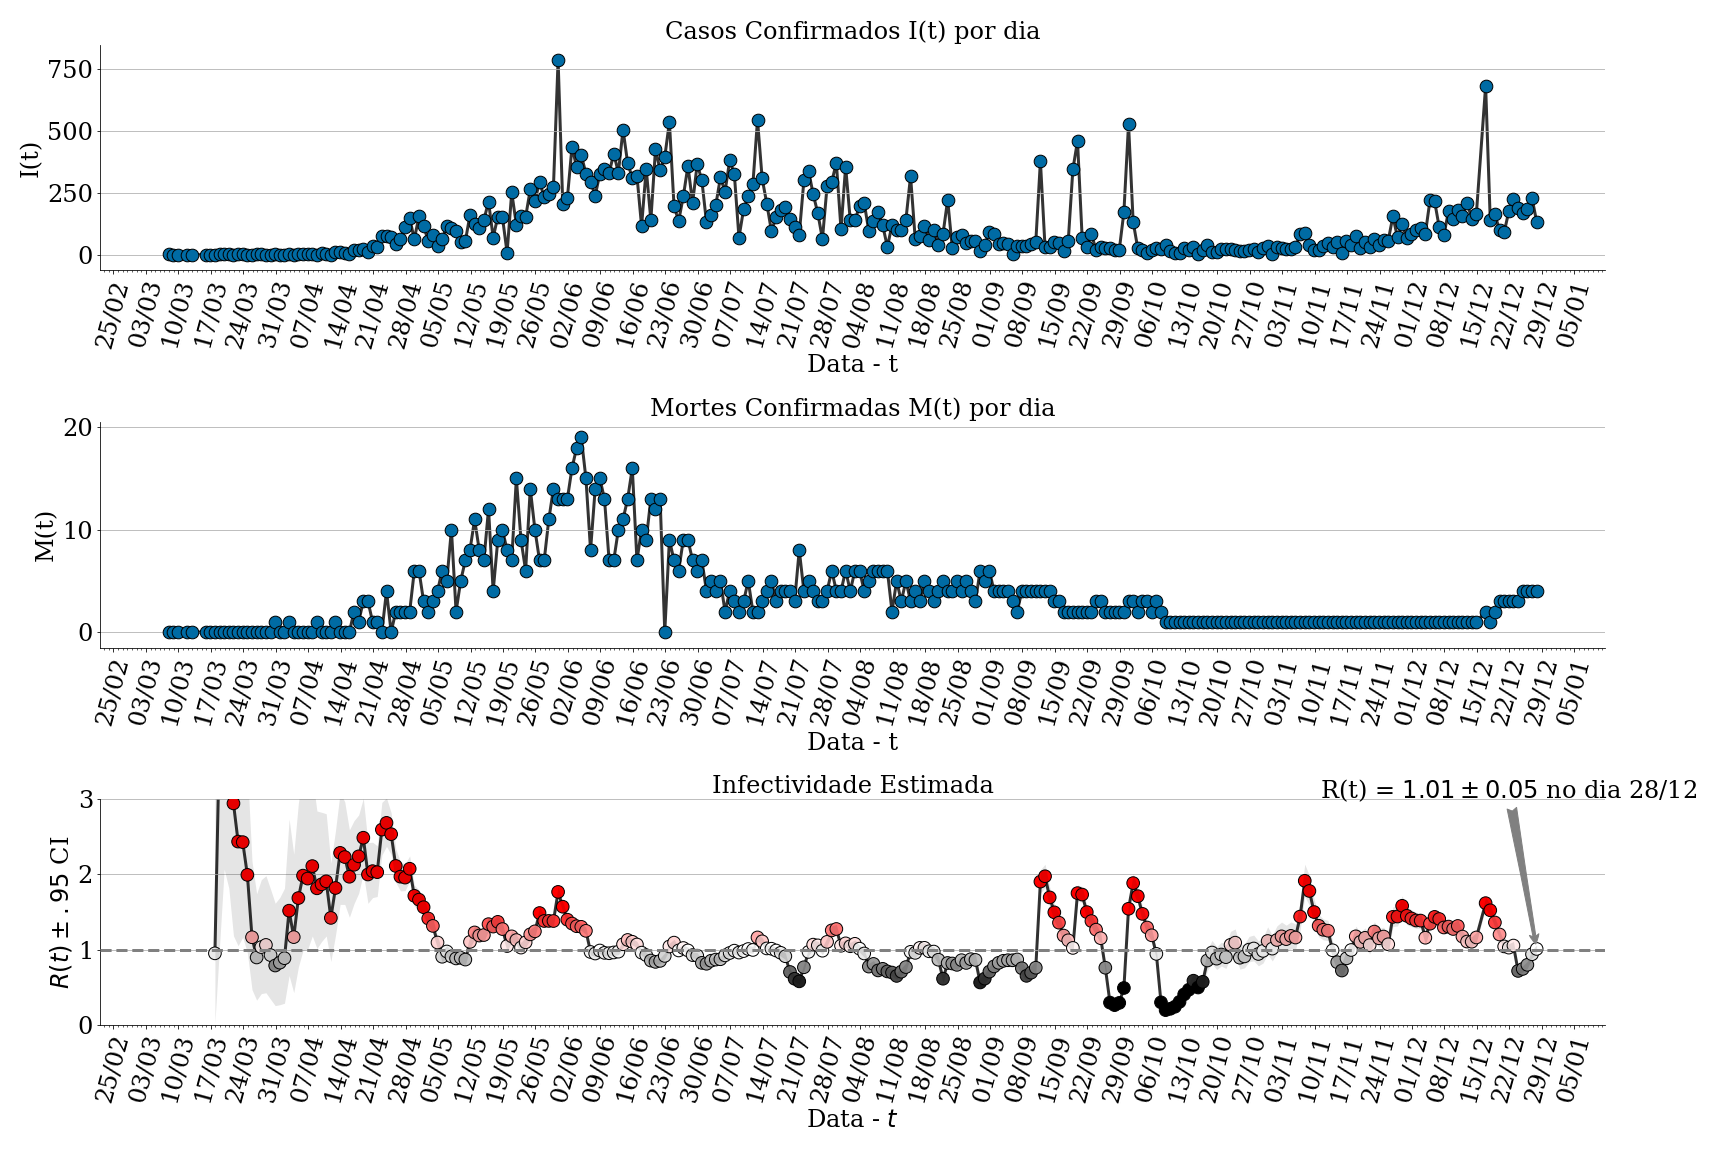 Casos Confirmados I(t) por dia
I(t)
750
500
250
0
25/02 03/03 10/03 17/03 24/03 31/03 07/04 14/04 21/04 28/04 05/05 12/05 19/05 26/05 02/06 09/06 16/06 23/06 30/06 07/07 14/07 21/07 28/07 04/08 11/08 18/08 25/08 01/09 08/09 15/09 22/09 29/09 06/10 13/10 20/10 27/10 03/11 10/11 17/11 24/11 01/12 08/12 15/12 22/12 29/12 05/01
Data - t
Mortes Confirmadas M(t) por dia
M(t)
20
10
0
25/02 03/03 10/03 17/03 24/03 31/03 07/04 14/04 21/04 28/04 05/05 12/05 19/05 26/05 02/06 09/06 16/06 23/06 30/06 07/07 14/07 21/07 28/07 04/08 11/08 18/08 25/08 01/09 08/09 15/09 22/09 29/09 06/10 13/10 20/10 27/10 03/11 10/11 17/11 24/11 01/12 08/12 15/12 22/12 29/12 05/01
Data - t
Infectividade Estimada
R(t) = 1.01 ± 0.05 no dia 28/12
R(t) ± .95 CI
3
2
1
0
25/02 03/03 10/03 17/03 24/03 31/03 07/04 14/04 21/04 28/04 05/05 12/05 19/05 26/05 02/06 09/06 16/06 23/06 30/06 07/07 14/07 21/07 28/07 04/08 11/08 18/08 25/08 01/09 08/09 15/09 22/09 29/09 06/10 13/10 20/10 27/10 03/11 10/11 17/11 24/11 01/12 08/12 15/12 22/12 29/12 05/01
Data - t